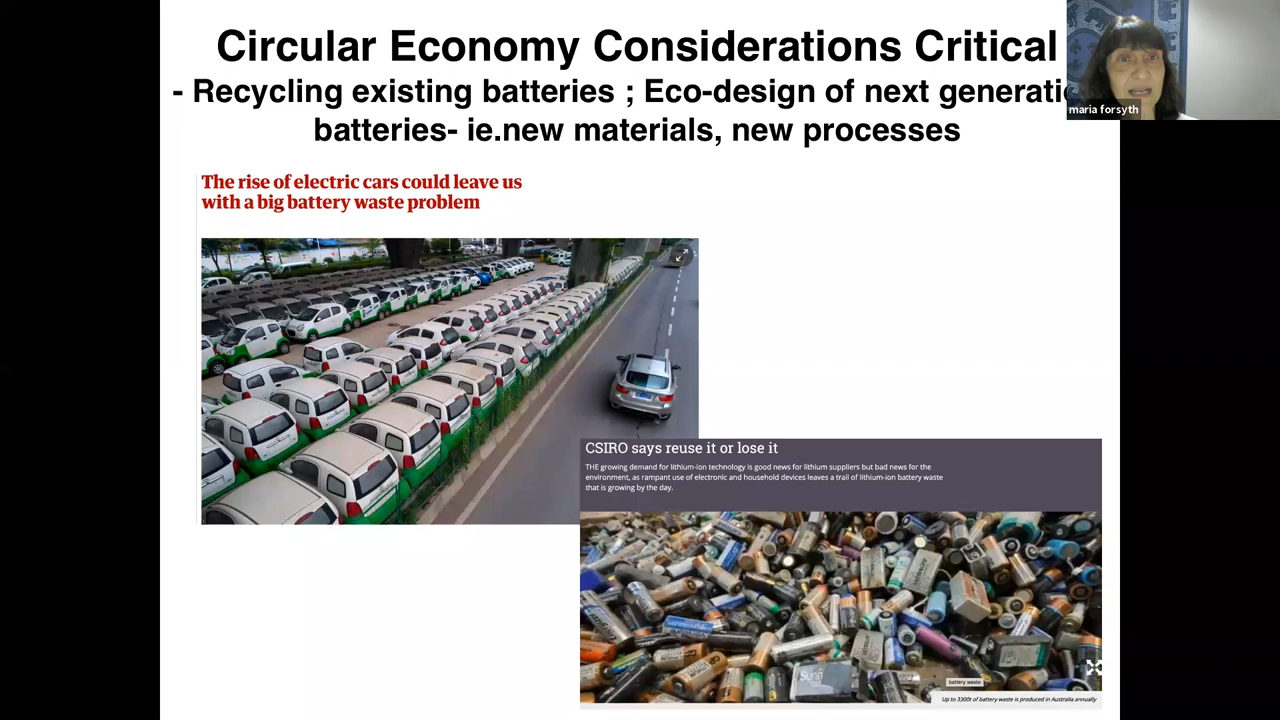 Circular Economy Considerations Critical
- Recycling existing batteries ; Eco-design of next generatio
batteries- ie.new materials, new processes
maria forsyth
The rise of electric cars could leave us
with a big battery waste problem
CSIRO says reuse it or lose it
THE growing demand for lithium-ion technology is good news for lithium suppliers but bad news for the
environment, as rampant use of electronic and household devices leaves a trail of lithium-ion battery waste
that is growing by the day.
battery waste
Up to 3300t of battery waste is produced in Australia annually